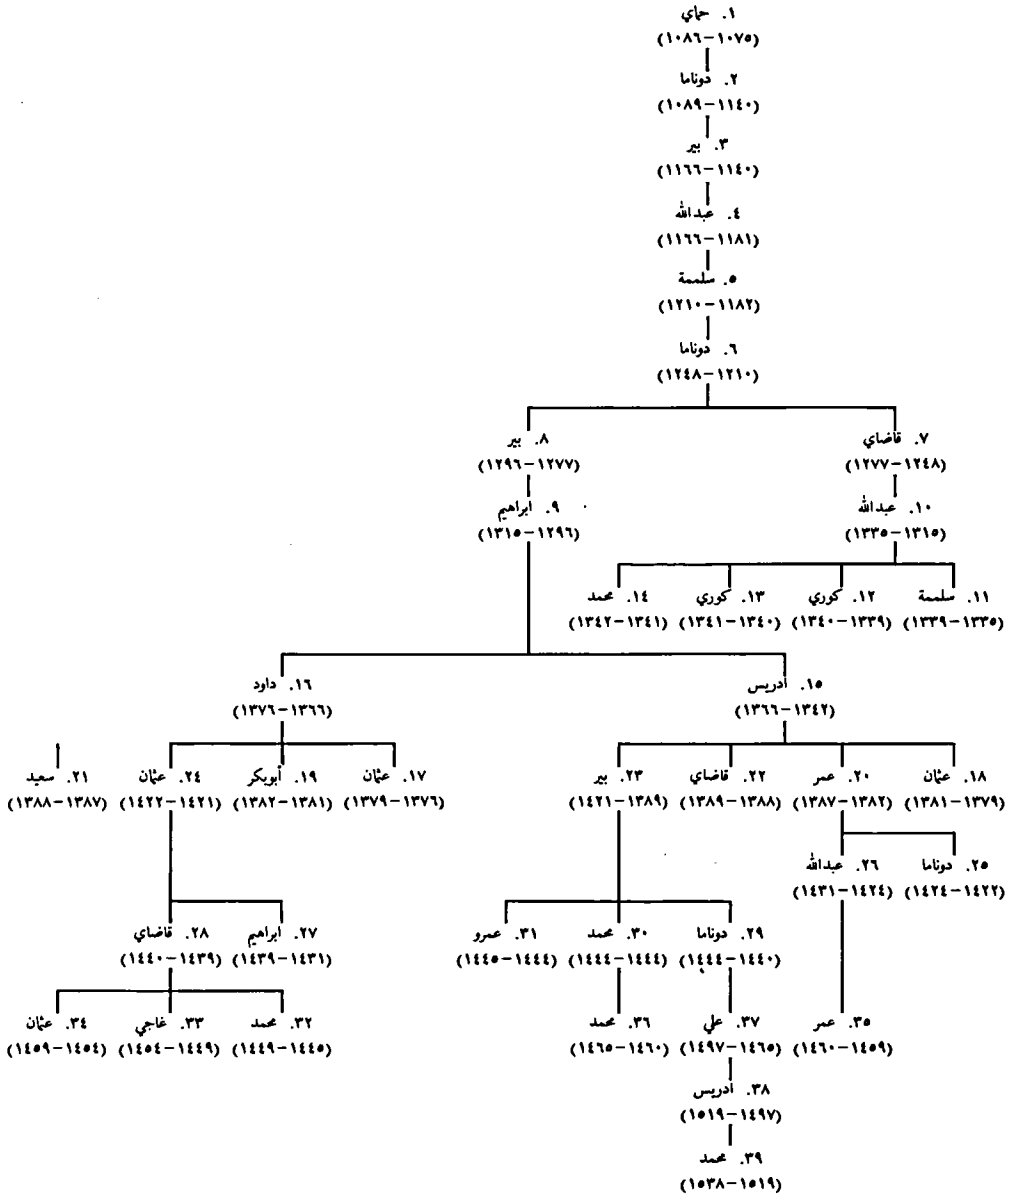 ١. حماي
(١٠٧٥-١٠٨٦)
٢. دوناما
(١١٤٠-١٠٨٩)
٣. بير
(١١٤٠-١١٦٦)
٤. عبدالله
(١١٨١-١١٦٦)
٥. سلممة
(١١٨٢-١٢١٠)
٦. دوناما
(١٢١٠-١٢٤٨)
٧. قاضاي
(١٢٤٨-١٢٧٧)
٨. بير
(١٢٧٧-١٢٩٦)
١٠. عبدالله
(١٣١٥-١٣٣٥)
٩. ابراهيم
(١٢٩٦-١٣١٥)
١١. سلممة
(١٣٣٥-١٣٣٩)
١٢. كوري
(١٣٣٩-١٣٤٠)
١٣. كوري
(١٣٤٠-١٣٤١)
١٤. محمد
(١٣٤١-١٣٤٢)
١٥. أدريس
(١٣٤٢-١٣٦٦)
١٦. داود
(١٣٦٦-١٣٧٦)
١٨. عثمان
(١٣٧٩-١٣٨١)
٢٠. عمر
(١٣٨٢-١٣٨٧)
٢٢. قاضاي
(١٣٨٨-١٣٨٩)
٢٣. بير
(١٣٨٩-١٤٢١)
١٧. عثمان
(١٣٧٦-١٣٧٩)
١٩. أبوبكر
(١٣٨١-١٣٨٢)
٢٤. عثمان
(١٤٢١-١٤٢٢)
٢١. سعيد
(١٣٨٧-١٣٨٨)
٢٥. دوناما
(١٤٢٢-١٤٢٤)
٢٦. عبدالله
(١٤٢٤-١٤٣١)
٢٩. دوناما
(١٤٤٠-١٤٤٤)
٣٠. محمد
(١٤٤٤-١٤٤٤)
٣١. عمرو
(١٤٤٤-١٤٤٥)
٢٧. ابراهيم
(١٤٣١-١٤٣٩)
٢٨. قاضاي
(١٤٣٩-١٤٤٠)
٣٥. عمر
(١٤٥٩-١٤٦٠)
٣٧. علي
(١٤٦٥-١٤٩٧)
٣٦. محمد
(١٤٦٠-١٤٦٥)
٣٢. محمد
(١٤٤٥-١٤٤٩)
٣٣. غاجي
(١٤٤٩-١٤٥٤)
٣٤. عثمان
(١٤٥٤-١٤٥٩)
٣٨. أدريس
(١٤٩٧-١٥١٩)
٣٩. محمد
(١٥١٩-١٥٣٨)